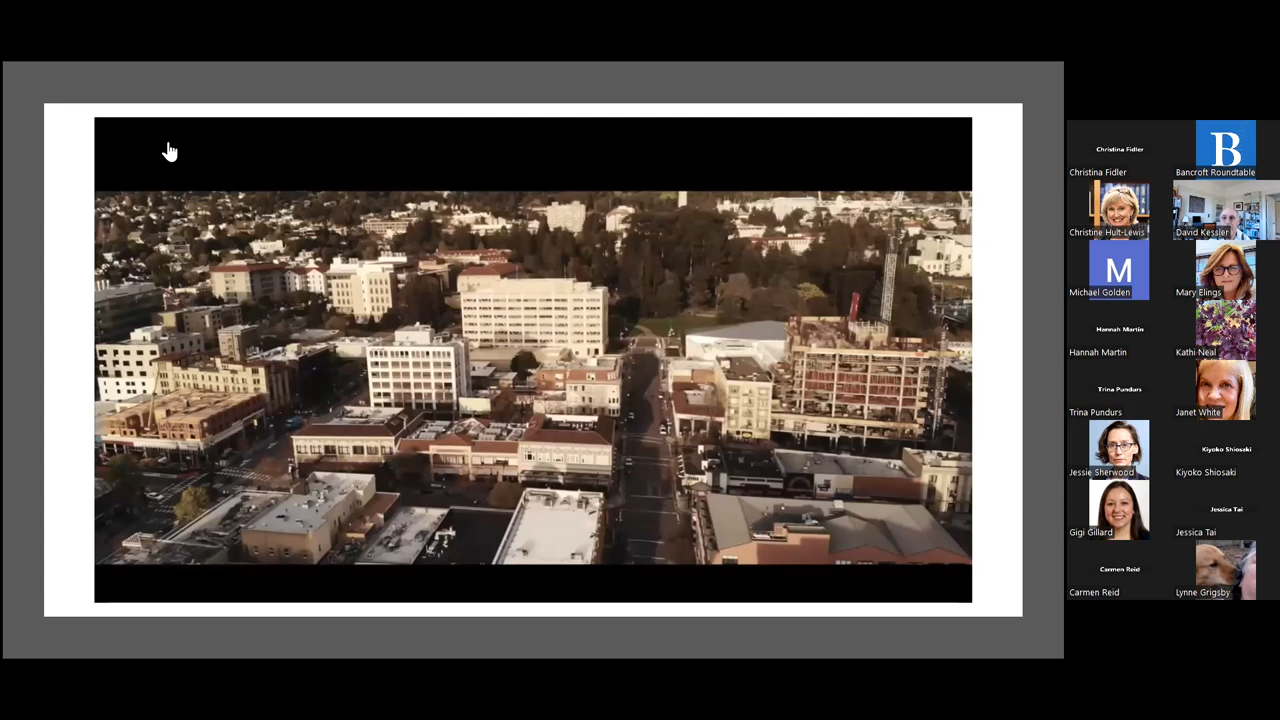 Christina Fidler
Christina Fidler
B
Bancroft Roundtable
Christine Hult-Lewis
David Kessler
M
Michael Golden
Mary Elings
Hannah Martin
Hannah Martin
Kathi Neal
Trina Pundurs
Trina Pundurs
Janet White
Jessie Sherwood
Kiyoko Shiosaki
Kiyoko Shiosaki
Gigi Gillard
Jessica Tai
Jessica Tai
Carmen Reid
Carmen Reid
Lynne Grigsby